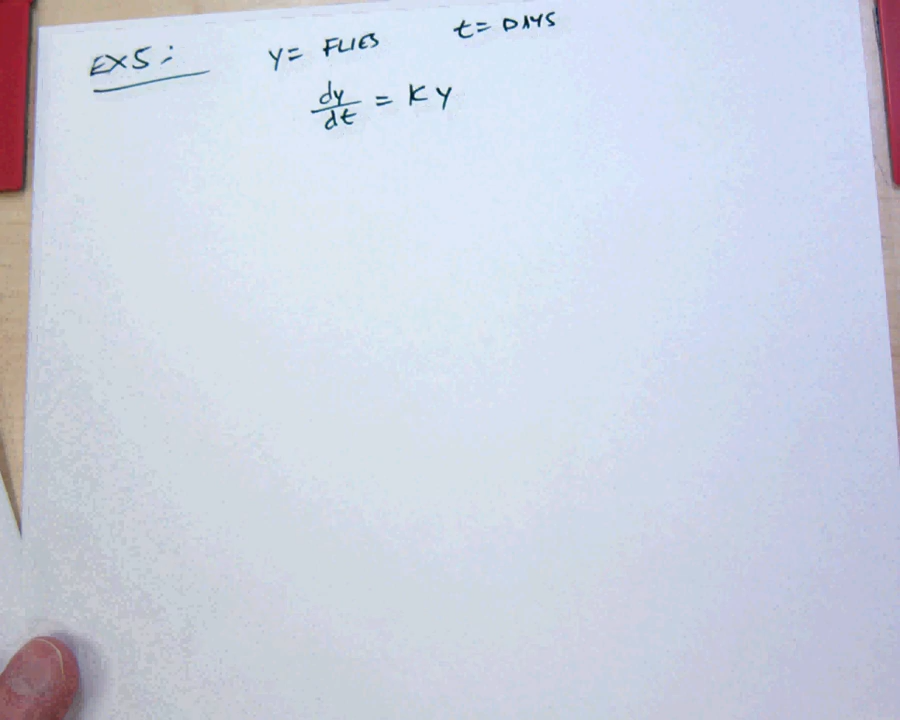 EX5: y= FLIES t= DAYS
dy/dt = Ky